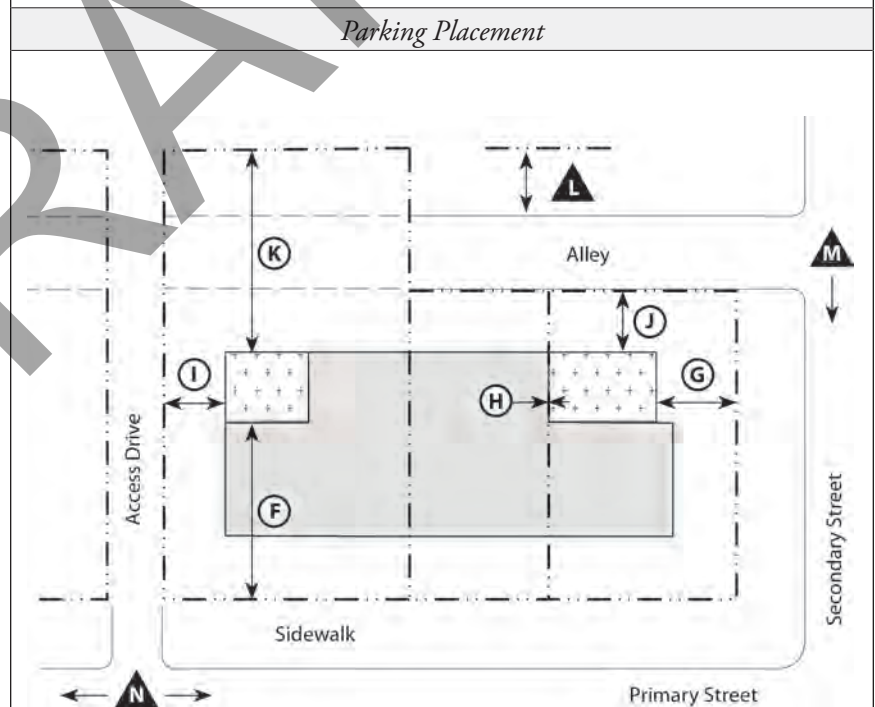 Parking Placement
L
K
Alley
M
J
I
G
H
Access Drive
F
Secondary Street
Sidewalk
N
Primary Street